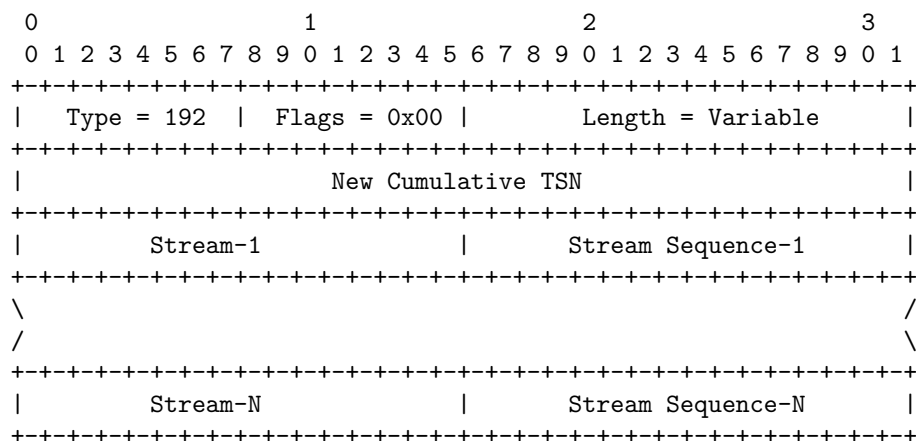 0                   1                   2                   3
 0 1 2 3 4 5 6 7 8 9 0 1 2 3 4 5 6 7 8 9 0 1 2 3 4 5 6 7 8 9 0 1
+-+-+-+-+-+-+-+-+-+-+-+-+-+-+-+-+-+-+-+-+-+-+-+-+-+-+-+-+-+-+-+-+
|   Type = 192  |  Flags = 0x00 |        Length = Variable      |
+-+-+-+-+-+-+-+-+-+-+-+-+-+-+-+-+-+-+-+-+-+-+-+-+-+-+-+-+-+-+-+-+
|                      New Cumulative TSN                       |
+-+-+-+-+-+-+-+-+-+-+-+-+-+-+-+-+-+-+-+-+-+-+-+-+-+-+-+-+-+-+-+-+
|         Stream-1              |       Stream Sequence-1       |
+-+-+-+-+-+-+-+-+-+-+-+-+-+-+-+-+-+-+-+-+-+-+-+-+-+-+-+-+-+-+-+-+
\                                                               /
/                                                               \
+-+-+-+-+-+-+-+-+-+-+-+-+-+-+-+-+-+-+-+-+-+-+-+-+-+-+-+-+-+-+-+-+
|         Stream-N              |       Stream Sequence-N       |
+-+-+-+-+-+-+-+-+-+-+-+-+-+-+-+-+-+-+-+-+-+-+-+-+-+-+-+-+-+-+-+-+